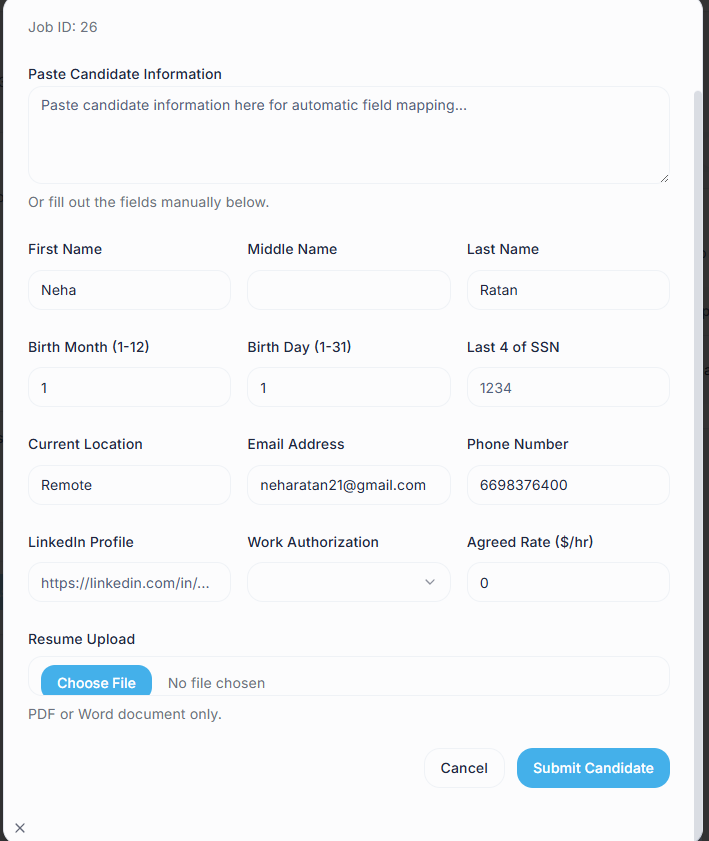 Job ID: 26
Paste Candidate Information
Paste candidate information here for automatic field mapping...
Or fill out the fields manually below.
First Name Middle Name Last Name
Neha Ratan
Birth Month (1-12) Birth Day (1-31) Last 4 of SSN
1 1 1234
Current Location Email Address Phone Number
Remote neharatan21@gmail.com 6698376400
LinkedIn Profile Work Authorization Agreed Rate ($/hr)
https://linkedin.com/in/... 0
Resume Upload
Choose File No file chosen
PDF or Word document only.
Cancel Submit Candidate